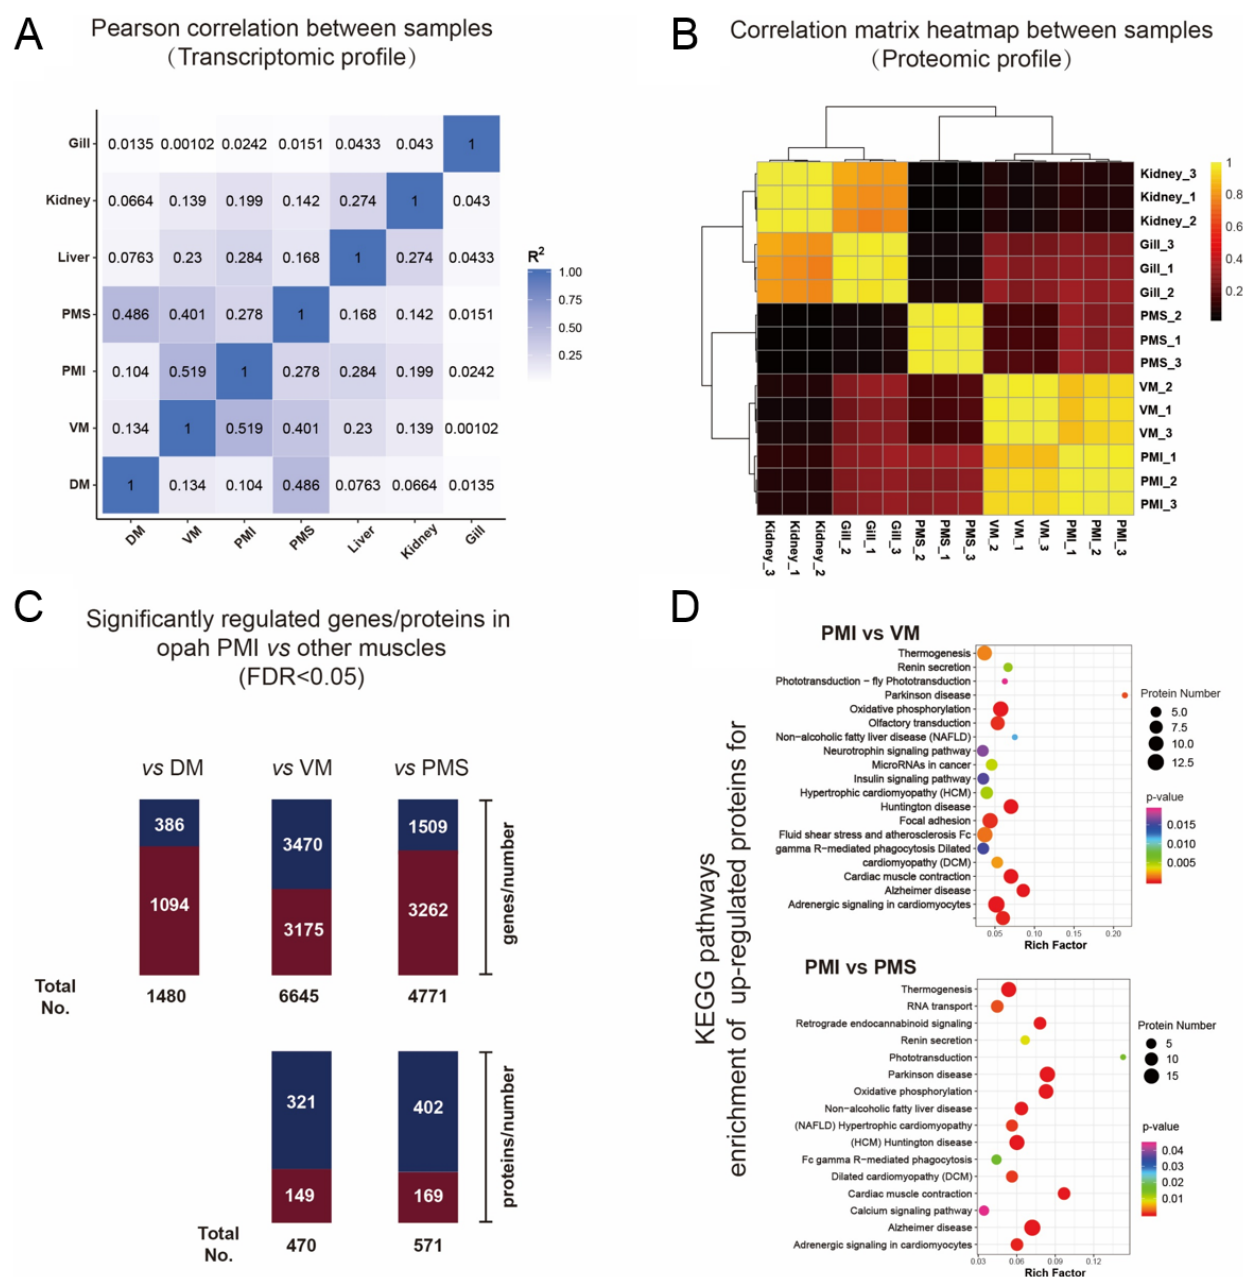 A
Pearson correlation between samples
(Transcriptomic profile)
Gill 0.0135 0.00102 0.0242 0.0151 0.0433 0.043 1
Kidney 0.0664 0.139 0.199 0.142 0.274 1 0.043
Liver 0.0763 0.23 0.284 0.168 1 0.274 0.0433
PMS 0.486 0.401 0.278 1 0.168 0.142 0.0151
PMI 0.104 0.519 1 0.278 0.284 0.199 0.0242
VM 0.134 1 0.519 0.401 0.23 0.139 0.00102
DM 1 0.134 0.104 0.486 0.0763 0.0664 0.0135
DM VM PMI PMS Liver Kidney Gill
R2
1.00
0.75
0.50
0.25
B
Correlation matrix heatmap between samples
(Proteomic profile)
1
0.8
0.6
0.4
0.2
Kidney_3
Kidney_1
Kidney_2
Gill_3
Gill_1
Gill_2
PMS_2
PMS_1
PMS_3
VM_2
VM_1
VM_3
PMI_1
PMI_2
PMI_3
Kidney_3 Kidney_1 Kidney_2 Gill_2 Gill_1 Gill_3 PMS_2 PMS_1 PMS_3 VM_2 VM_1 VM_3 PMI_1 PMI_2 PMI_3
C
Significantly regulated genes/proteins in
opah PMI vs other muscles
(FDR<0.05)
vs DM vs VM vs PMS
386 3470 1509
1094 3175 3262
genes/number
Total
No.
1480 6645 4771
321 402
149 169
proteins/number
Total
No.
470 571
D
KEGG pathways
enrichment of up-regulated proteins for
PMI vs VM
Thermogenesis
Renin secretion
Phototransduction − fly Phototransduction
Parkinson disease
Oxidative phosphorylation
Olfactory transduction
Non-alcoholic fatty liver disease (NAFLD)
Neurotrophin signaling pathway
MicroRNAs in cancer
Insulin signaling pathway
Hypertrophic cardiomyopathy (HCM)
Huntington disease
Focal adhesion
Fluid shear stress and atherosclerosis Fc
gamma R-mediated phagocytosis Dilated
cardiomyopathy (DCM)
Cardiac muscle contraction
Alzheimer disease
Adrenergic signaling in cardiomyocytes
0.05 0.10 0.15 0.20
Rich Factor
Protein Number
5.0
7.5
10.0
12.5
p-value
0.015
0.010
0.005
PMI vs PMS
Thermogenesis
RNA transport
Retrograde endocannabinoid signaling
Renin secretion
Phototransduction
Parkinson disease
Oxidative phosphorylation
Non-alcoholic fatty liver disease
(NAFLD) Hypertrophic cardiomyopathy
(HCM) Huntington disease
Fc gamma R-mediated phagocytosis
Dilated cardiomyopathy (DCM)
Cardiac muscle contraction
Calcium signaling pathway
Alzheimer disease
Adrenergic signaling in cardiomyocytes
0.03 0.06 0.09 0.12
Rich Factor
Protein Number
5
10
15
p-value
0.04
0.03
0.02
0.01